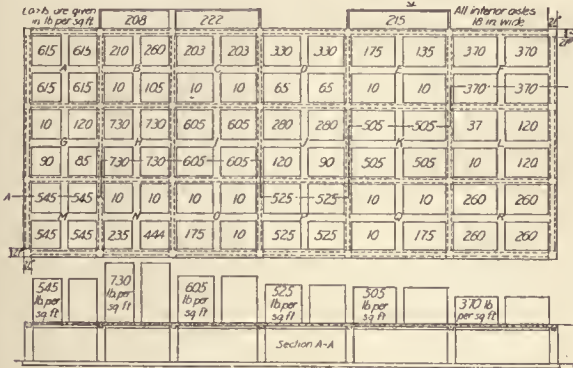 Loads are given
in lb per sq ft
208 222 215
All interior aisles
18 in wide
615 615 210 260 203 203 330 330 175 135 370 370
A B C D E F
615 615 10 105 10 10 65 65 10 10 370 370
10 120 730 730 605 605 280 280 505 505 37 120
G H I J K L
90 85 730 730 605 605 120 90 505 505 10 120
A 545 545 10 10 10 10 525 525 10 10 260 260
M N O P Q R
545 545 235 444 175 10 525 525 10 175 260 260
545
lb per
sq ft
730
lb per
sq ft
605
lb per
sq ft
525
lb per
sq ft
505
lb per
sq ft
370 lb
per sq ft
Section A-A